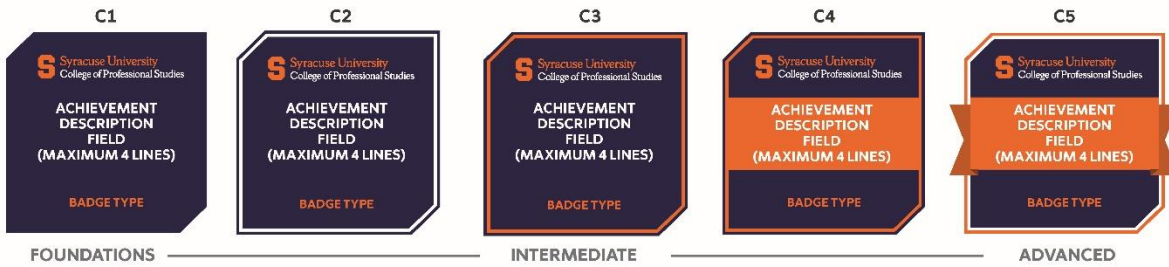 C1 C2 C3 C4 C5
S Syracuse University
College of Professional Studies
ACHIEVEMENT
DESCRIPTION
FIELD
(MAXIMUM 4 LINES)
BADGE TYPE
S Syracuse University
College of Professional Studies
ACHIEVEMENT
DESCRIPTION
FIELD
(MAXIMUM 4 LINES)
BADGE TYPE
S Syracuse University
College of Professional Studies
ACHIEVEMENT
DESCRIPTION
FIELD
(MAXIMUM 4 LINES)
BADGE TYPE
S Syracuse University
College of Professional Studies
ACHIEVEMENT
DESCRIPTION
FIELD
(MAXIMUM 4 LINES)
BADGE TYPE
S Syracuse University
College of Professional Studies
ACHIEVEMENT
DESCRIPTION
FIELD
(MAXIMUM 4 LINES)
BADGE TYPE
FOUNDATIONS INTERMEDIATE ADVANCED